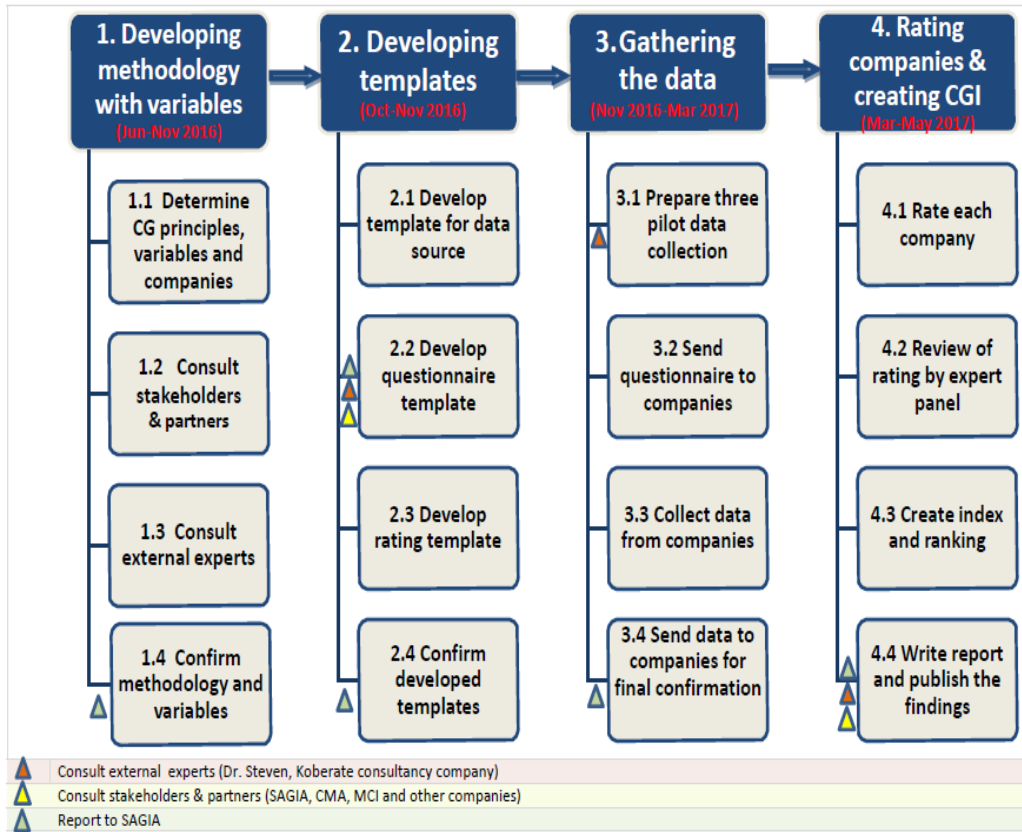 1. Developing
methodology
with variables
(Jun-Nov 2016)
1.1 Determine
CG principles,
variables and
companies
1.2 Consult
stakeholders
& partners
1.3 Consult
external experts
1.4 Confirm
methodology and
variables
2. Developing
templates
(Oct-Nov 2016)
2.1 Develop
template for data
source
2.2 Develop
questionnaire
template
2.3 Develop
rating template
2.4 Confirm
developed
templates
3.Gathering
the data
(Nov 2016-Mar 2017)
3.1 Prepare three
pilot data
collection
3.2 Send
questionnaire to
companies
3.3 Collect data
from companies
3.4 Send data to
companies for
final confirmation
4. Rating
companies &
creating CGI
(Mar-May 2017)
4.1 Rate each
company
4.2 Review of
rating by expert
panel
4.3 Create index
and ranking
4.4 Write report
and publish the
findings
Consult external experts (Dr. Steven, Koberate consultancy company)
Consult stakeholders & partners (SAGIA, CMA, MCI and other companies)
Report to SAGIA